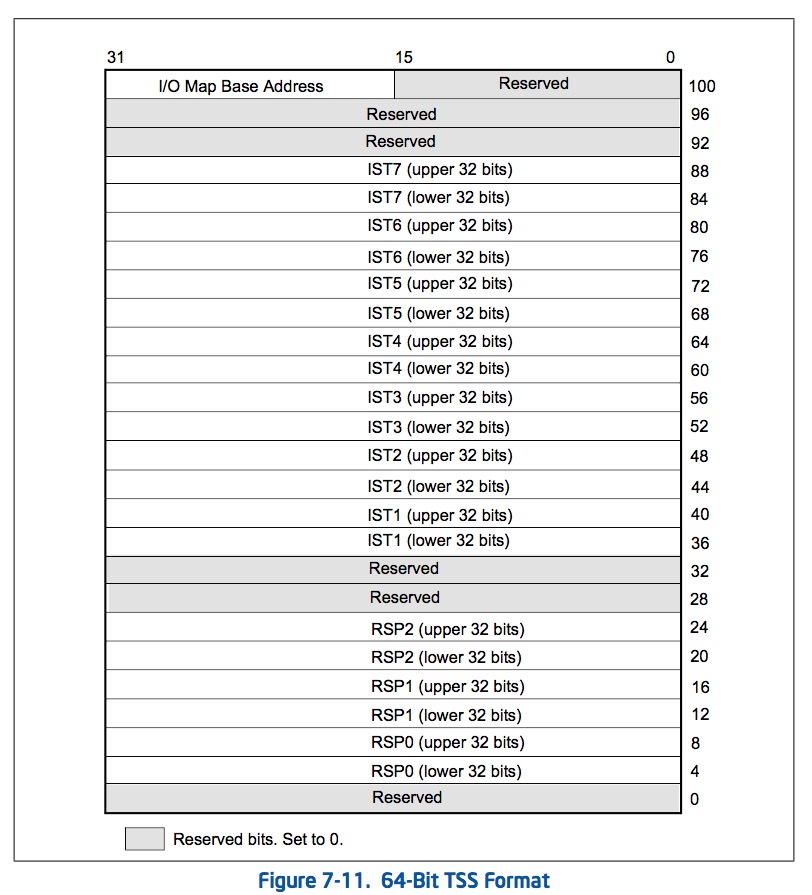 31 15 0
I/O Map Base Address Reserved 100
Reserved 96
Reserved 92
IST7 (upper 32 bits) 88
IST7 (lower 32 bits) 84
IST6 (upper 32 bits) 80
IST6 (lower 32 bits) 76
IST5 (upper 32 bits) 72
IST5 (lower 32 bits) 68
IST4 (upper 32 bits) 64
IST4 (lower 32 bits) 60
IST3 (upper 32 bits) 56
IST3 (lower 32 bits) 52
IST2 (upper 32 bits) 48
IST2 (lower 32 bits) 44
IST1 (upper 32 bits) 40
IST1 (lower 32 bits) 36
Reserved 32
Reserved 28
RSP2 (upper 32 bits) 24
RSP2 (lower 32 bits) 20
RSP1 (upper 32 bits) 16
RSP1 (lower 32 bits) 12
RSP0 (upper 32 bits) 8
RSP0 (lower 32 bits) 4
Reserved 0
Reserved bits. Set to 0.
Figure 7-11. 64-Bit TSS Format